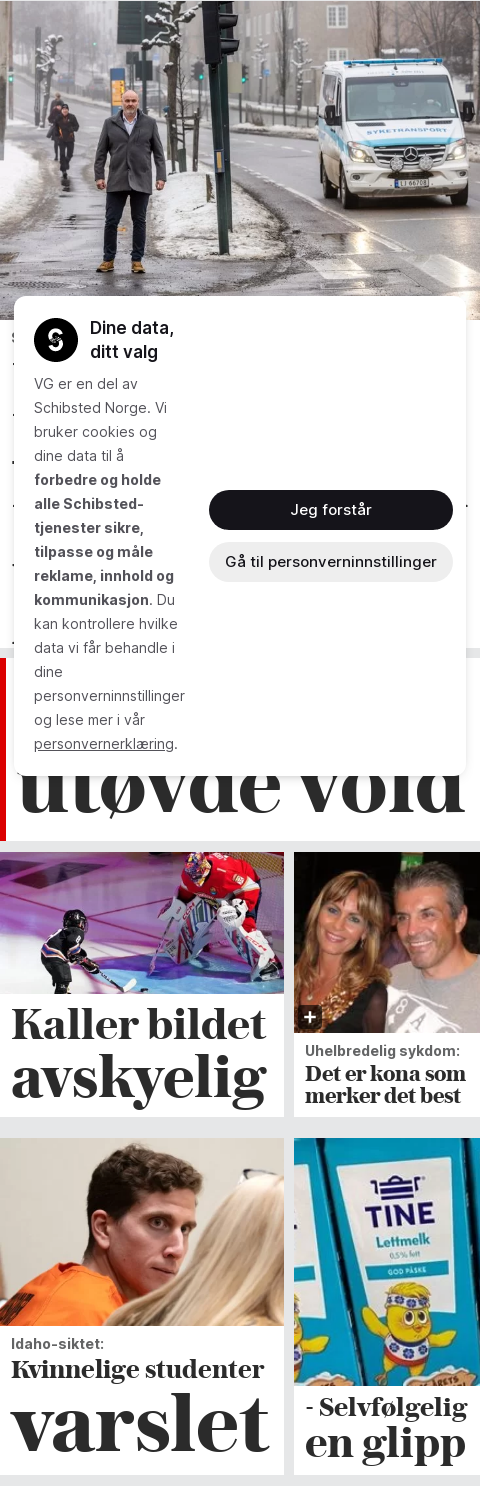 SYKETRANSPORT
LJ 66708
Dine data,
ditt valg
VG er en del av
Schibsted Norge. Vi
bruker cookies og
dine data til å
forbedre og holde
alle Schibsted-
tjenester sikre,
tilpasse og måle
reklame, innhold og
kommunikasjon. Du
kan kontrollere hvilke
data vi får behandle i
dine
personverninnstillinger
og lese mer i vår
personvernerklæring.
Jeg forstår
Gå til personverninnstillinger
utøvde vold
Kaller bildet
avskyelig
Uhelbredelig sykdom:
Det er kona som
merker det best
Idaho-siktet:
Kvinnelige studenter
varslet
TINE
Lettmelk
0,5% fett
GOD PÅSKE
- Selvfølgelig
en glipp